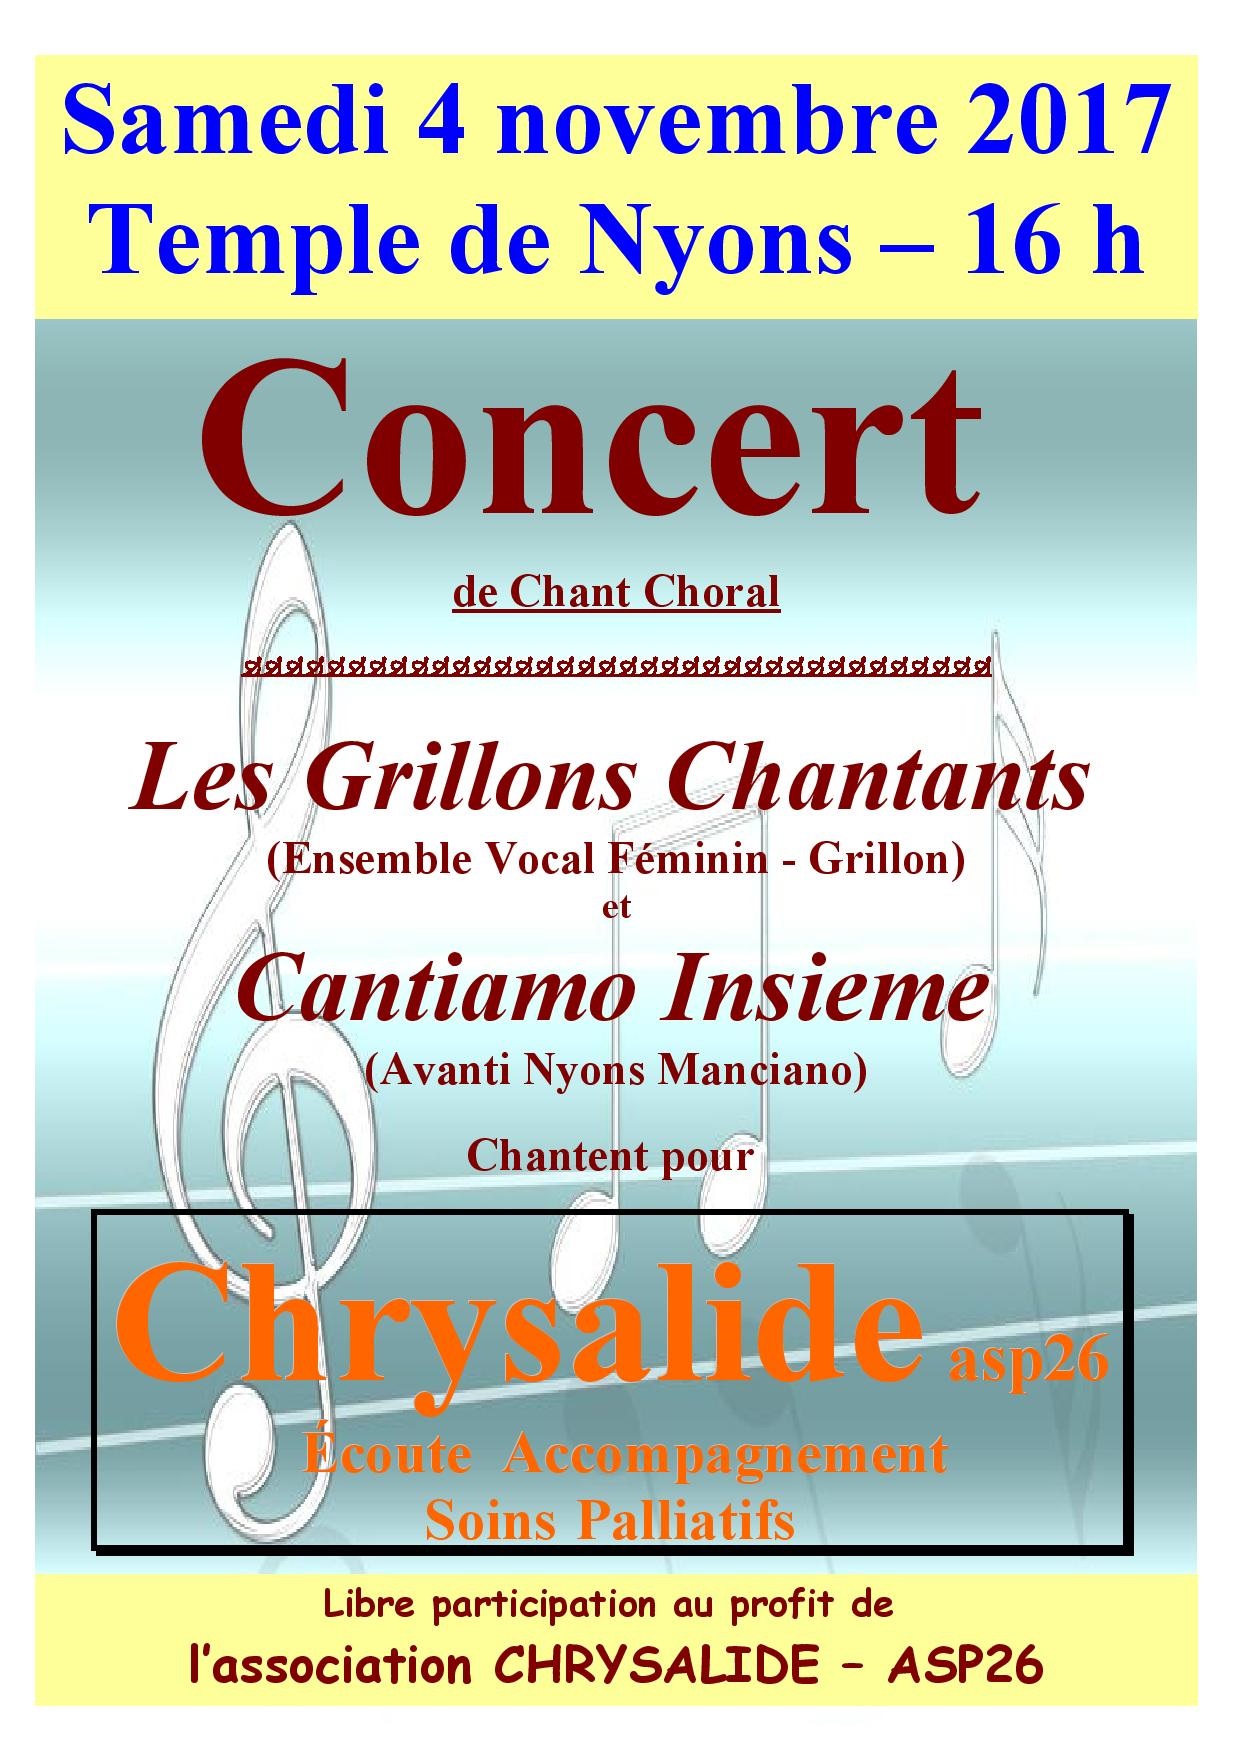 Samedi 4 novembre 2017
Temple de Nyons – 16 h
Concert
de Chant Choral
Les Grillons Chantants
(Ensemble Vocal Féminin - Grillon)
et
Cantiamo Insieme
(Avanti Nyons Manciano)
Chantent pour
Chrysalide asp26
Écoute Accompagnement
Soins Palliatifs
Libre participation au profit de
l'association CHRYSALIDE – ASP26